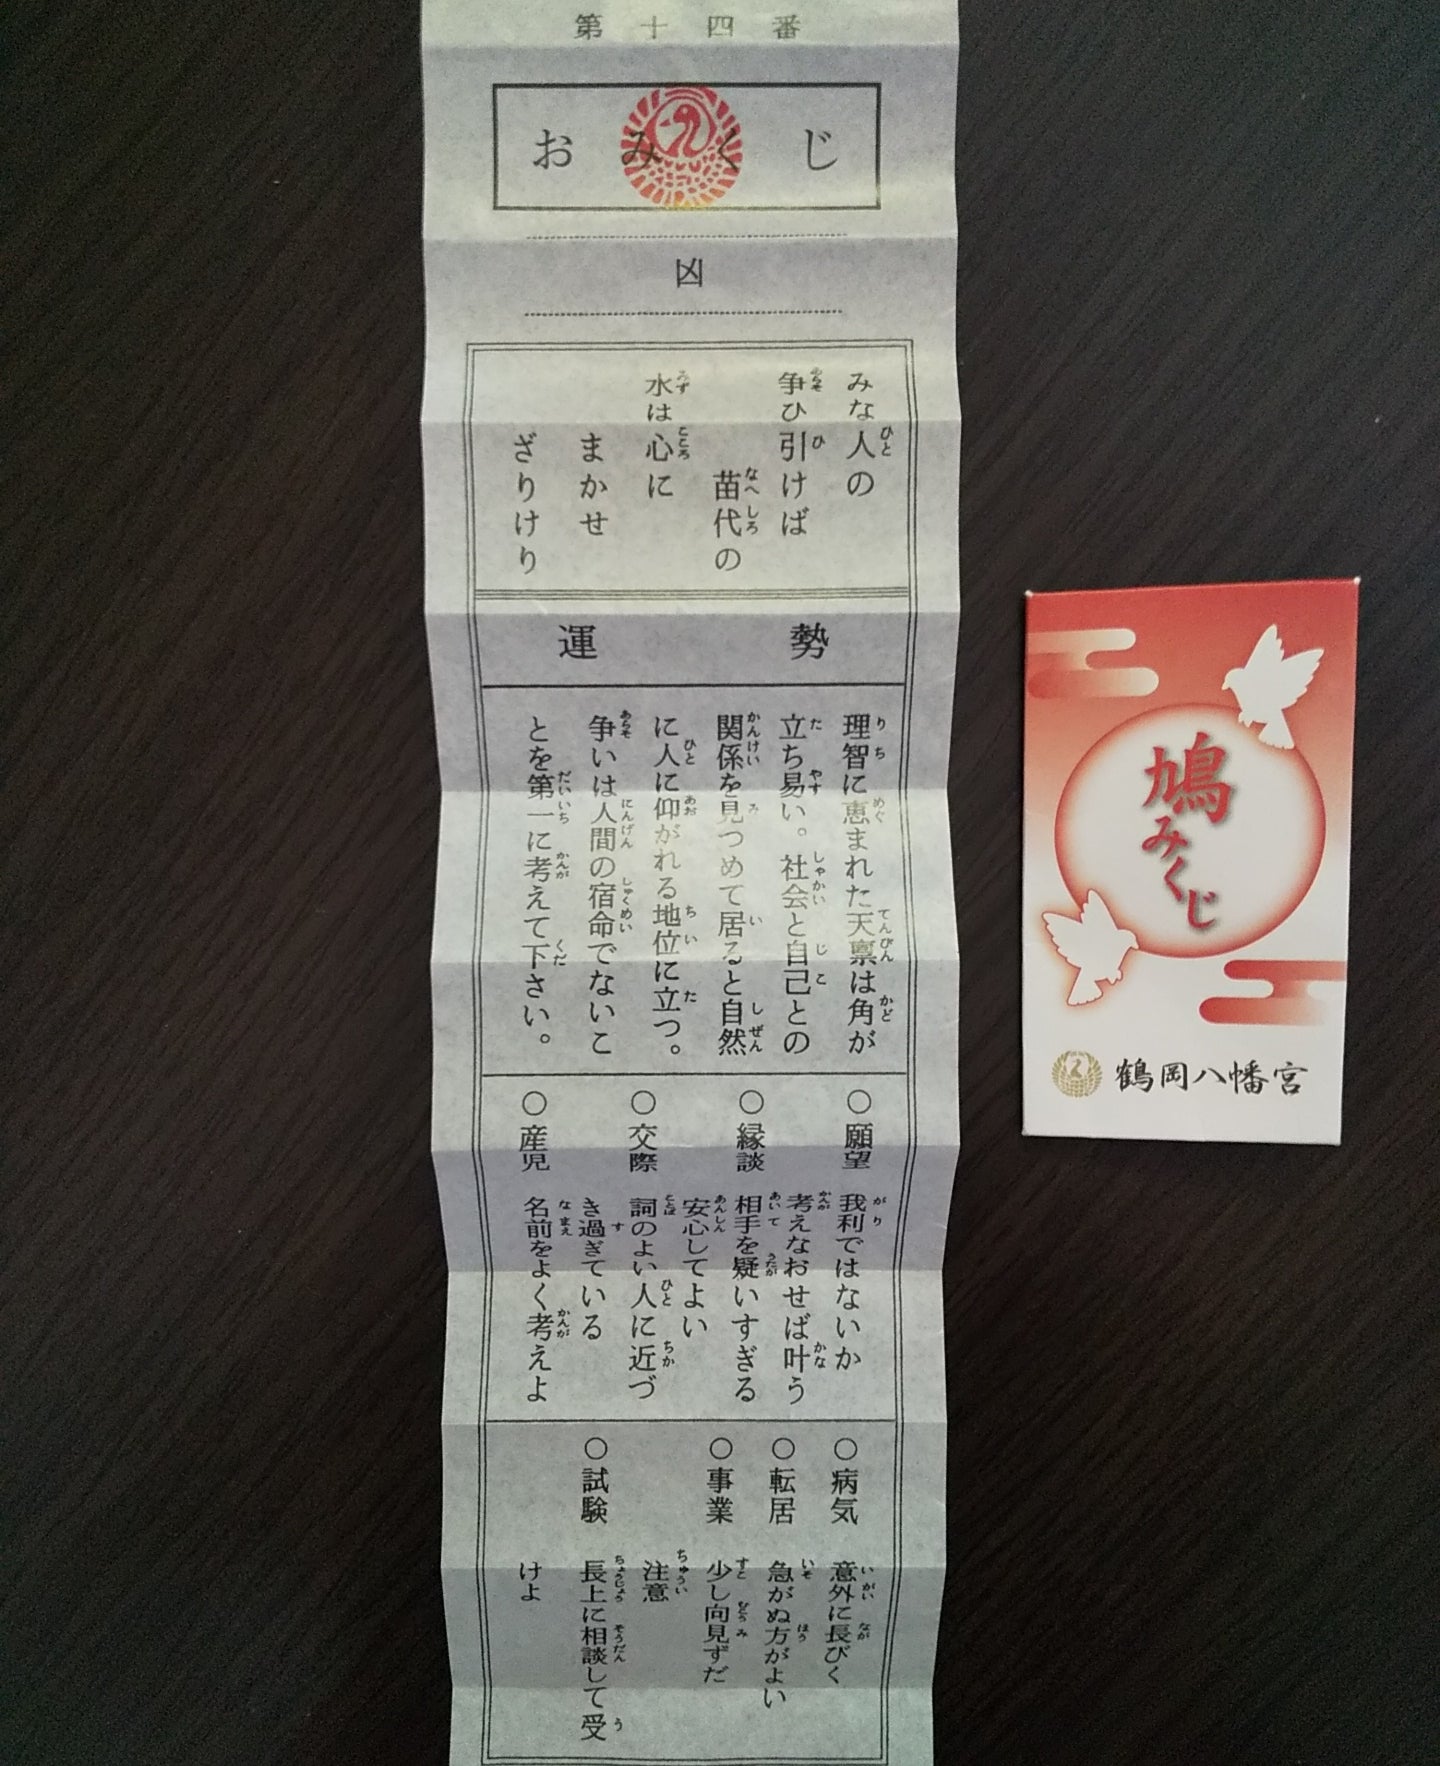 第十四番
おみくじ
凶
みな人の
争ひ引けば
苗代の
水は心に
まかせ
ざりけり
運勢
理智に恵まれた天禀は角が
立ち易い。社会と自己との
関係を見つめて居ると自然
に人に仰がれる地位に立つ。
争いは人間の宿命でないこ
とを第一に考えて下さい。
○願望 我利ではないか
考えなおせば叶う
○縁談 相手を疑いすぎる
安心してよい
○交際 詞のよい人に近づ
き過ぎている
○産児 名前をよく考えよ
○病気 意外に長びく
○転居 急がぬ方がよい
○事業 少し向見ずだ
注意
○試験 長上に相談して受
けよ
鳩みくじ
鶴岡八幡宮